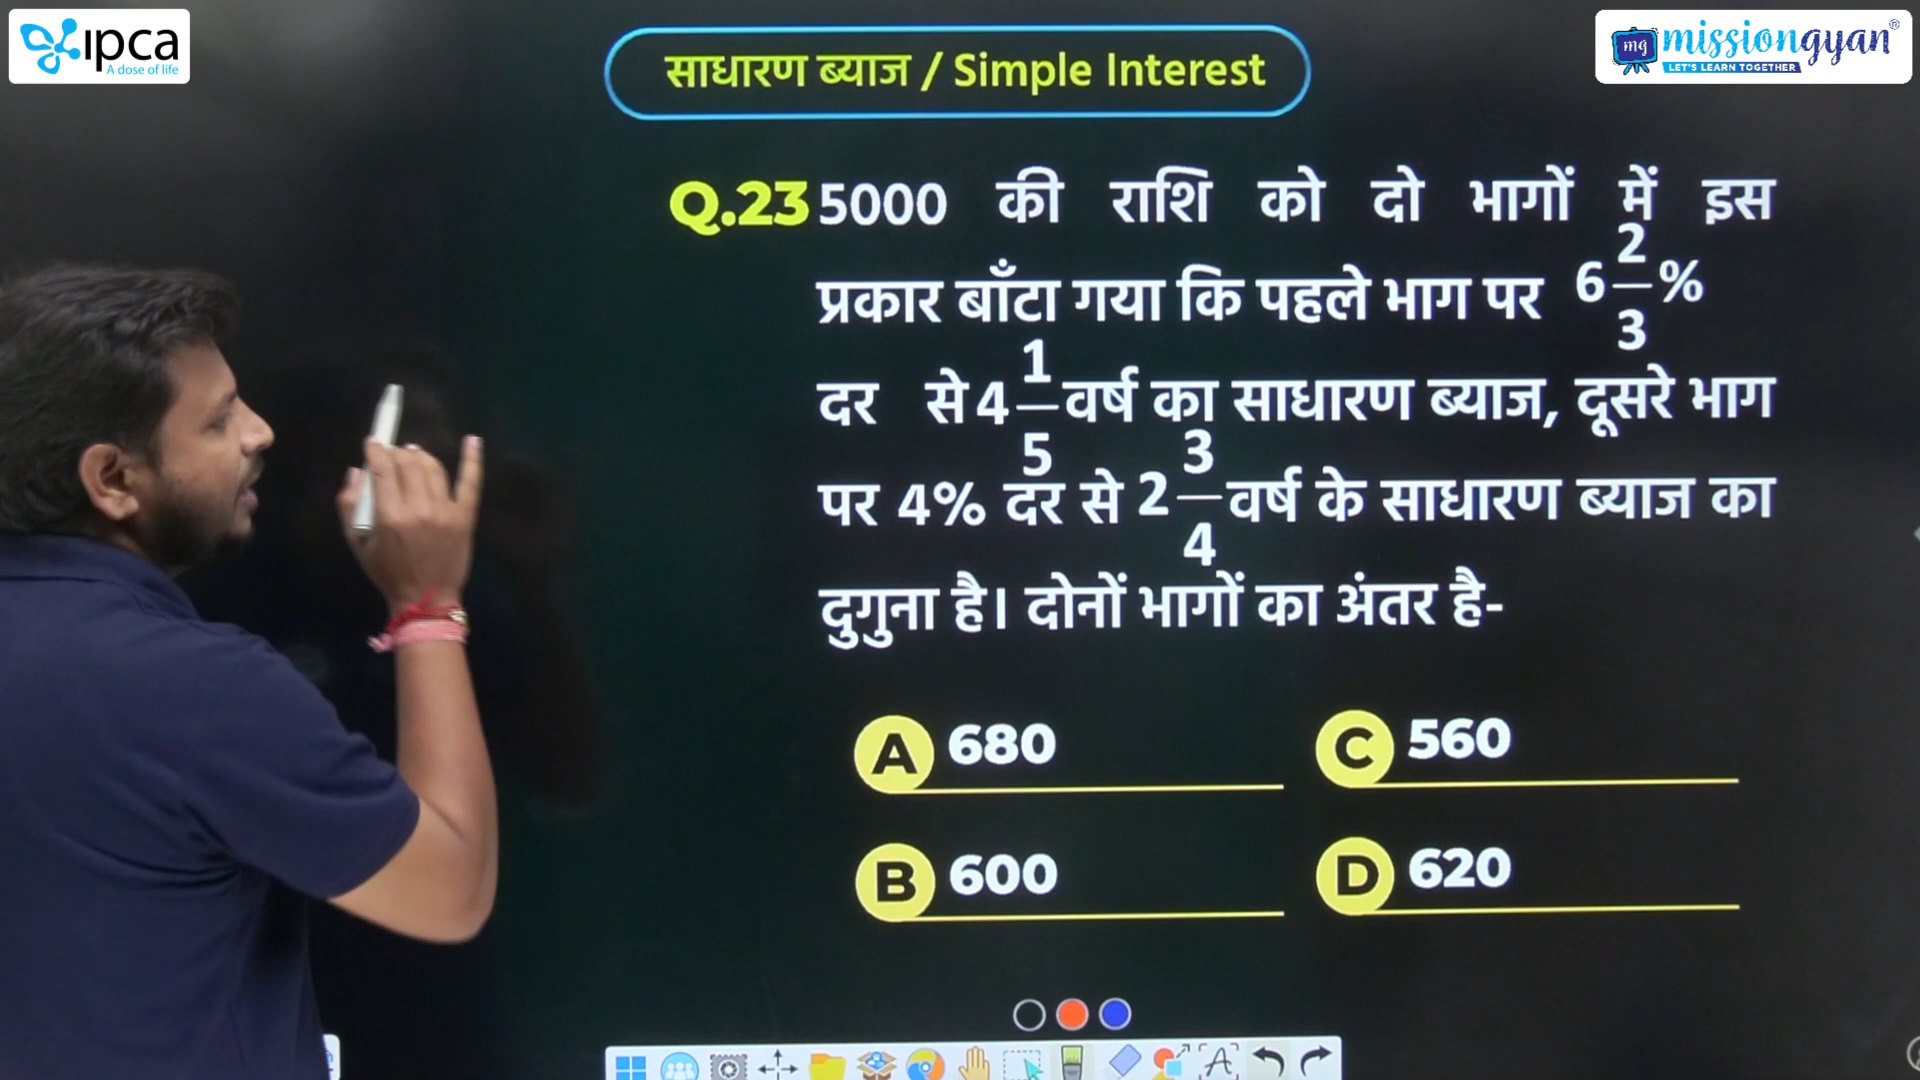 ipca
A dose of life
साधारण ब्याज / Simple Interest
mg missiongyan®
LET'S LEARN TOGETHER
Q.23 5000 की राशि को दो भागों में इस
प्रकार बाँटा गया कि पहले भाग पर 6 2/3 %
दर से 4 1/5 वर्ष का साधारण ब्याज, दूसरे भाग
पर 4% दर से 2 3/4 वर्ष के साधारण ब्याज का
दुगुना है। दोनों भागों का अंतर है-
A 680
C 560
B 600
D 620